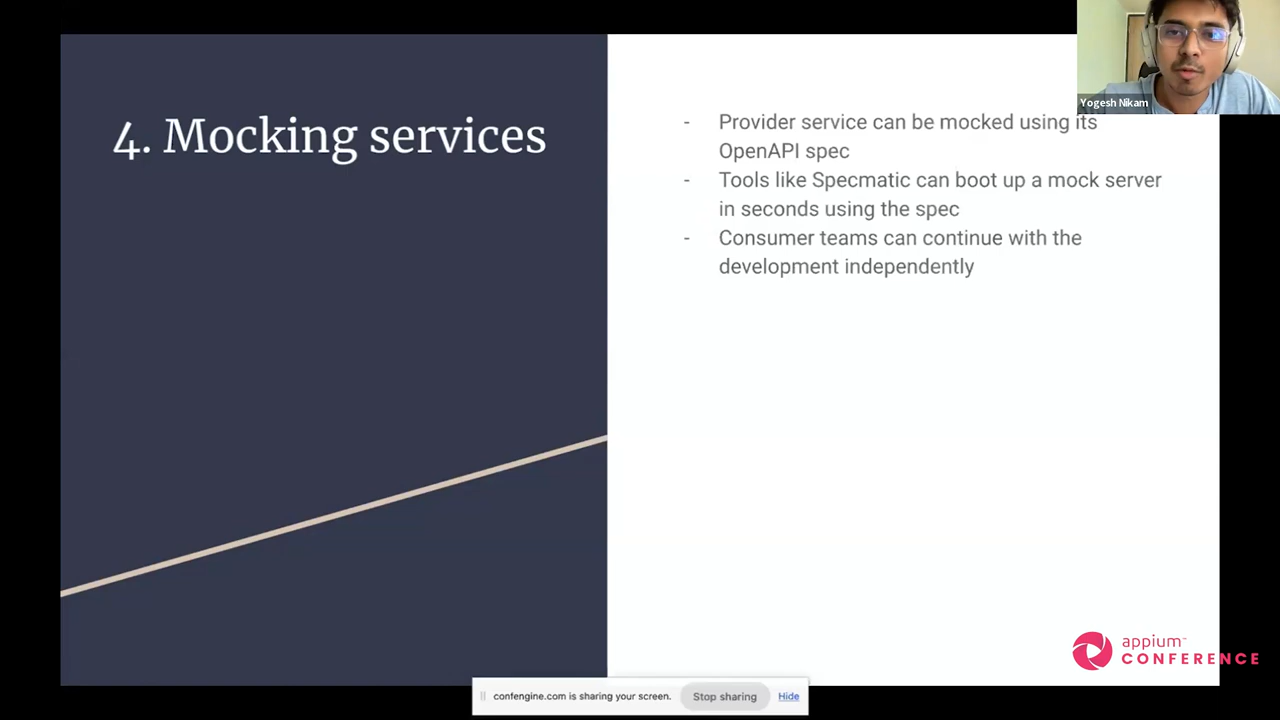 4. Mocking services
- Provider service can be mocked using its
OpenAPI spec
- Tools like Specmatic can boot up a mock server
in seconds using the spec
- Consumer teams can continue with the
development independently
Yogesh Nikam
appium™
CONFERENCE
confengine.com is sharing your screen.
Stop sharing
Hide